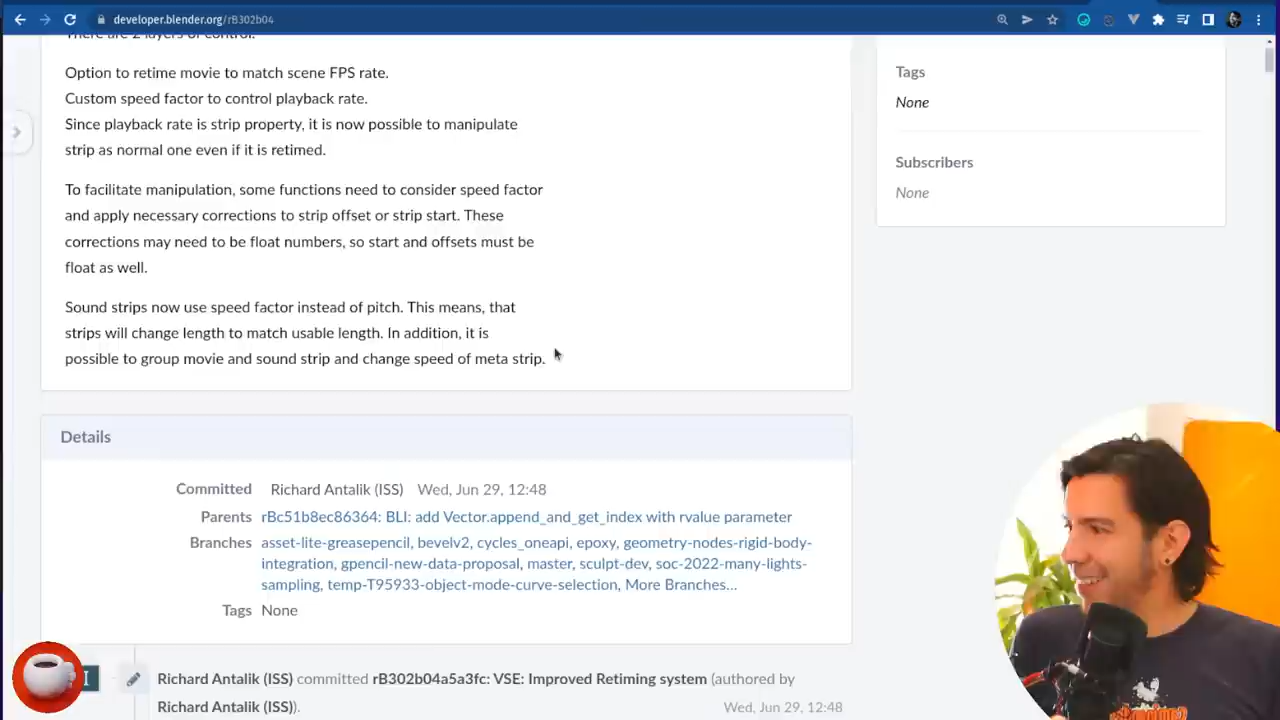 developer.blender.org/rB302b04
There are 2 layers of control.
Option to retime movie to match scene FPS rate.
Custom speed factor to control playback rate.
Since playback rate is strip property, it is now possible to manipulate
strip as normal one even if it is retimed.
To facilitate manipulation, some functions need to consider speed factor
and apply necessary corrections to strip offset or strip start. These
corrections may need to be float numbers, so start and offsets must be
float as well.
Sound strips now use speed factor instead of pitch. This means, that
strips will change length to match usable length. In addition, it is
possible to group movie and sound strip and change speed of meta strip.
Tags
None
Subscribers
None
Details
Committed Richard Antalik (ISS) Wed, Jun 29, 12:48
Parents rBc51b8ec86364: BLI: add Vector.append_and_get_index with rvalue parameter
Branches asset-lite-greasepencil, bevelv2, cycles_oneapi, epoxy, geometry-nodes-rigid-body-
integration, gpencil-new-data-proposal, master, sculpt-dev, soc-2022-many-lights-
sampling, temp-T95933-object-mode-curve-selection, More Branches...
Tags None
Richard Antalik (ISS) committed rB302b04a5a3fc: VSE: Improved Retiming system (authored by
Richard Antalik (ISS)). Wed, Jun 29, 12:48